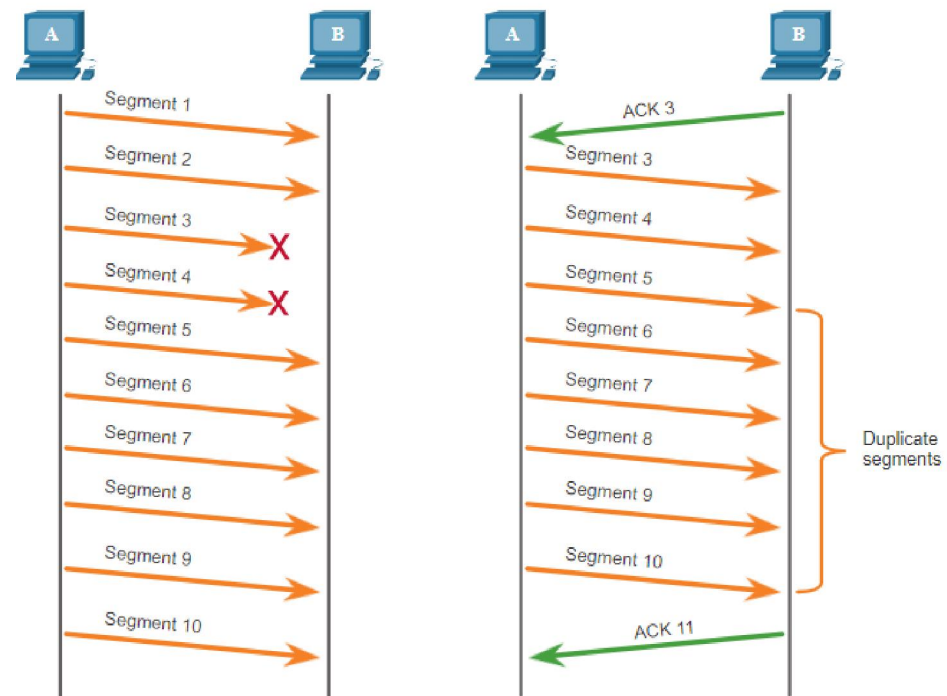 A
B
Segment 1
Segment 2
Segment 3
X
Segment 4
X
Segment 5
Segment 6
Segment 7
Segment 8
Segment 9
Segment 10
A
B
ACK 3
Segment 3
Segment 4
Segment 5
Segment 6
Segment 7
Segment 8
Segment 9
Segment 10
ACK 11
Duplicate
segments